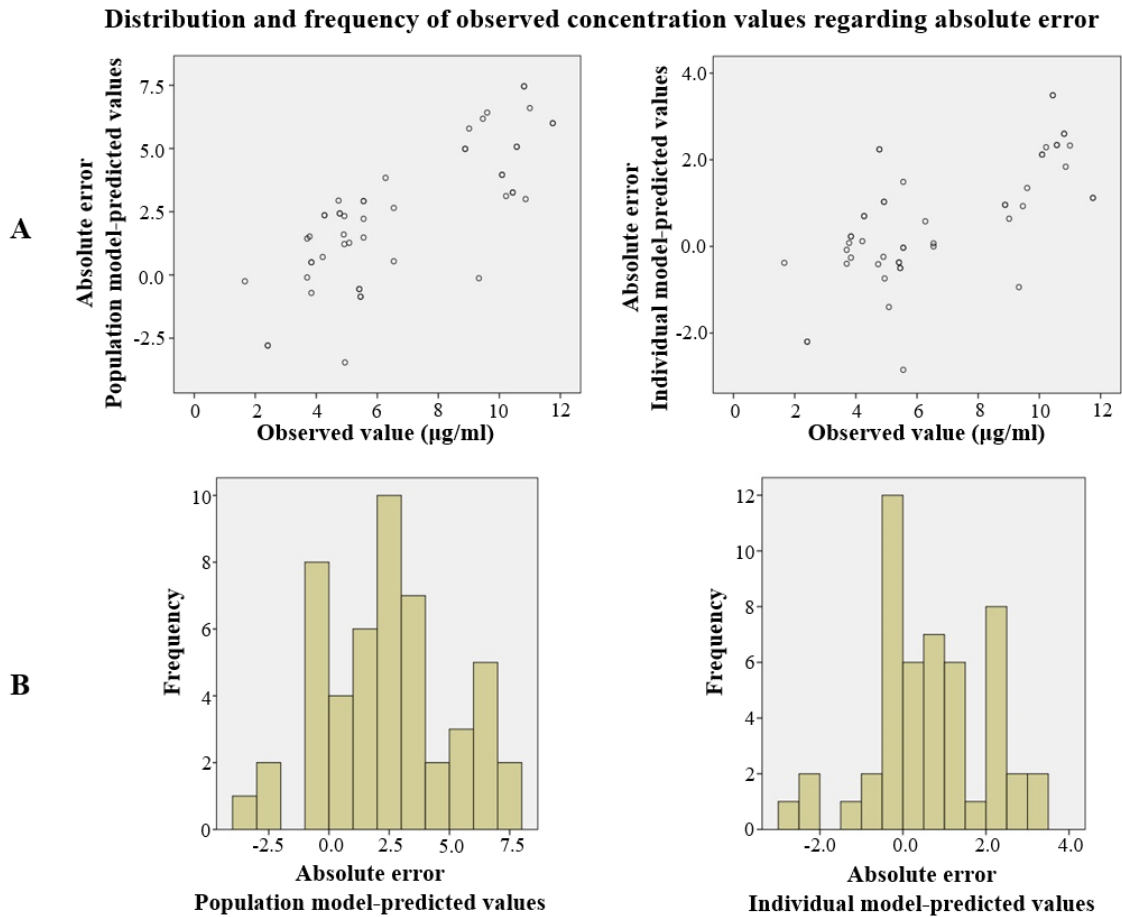 Distribution and frequency of observed concentration values regarding absolute error
A
Absolute error
Population model-predicted values
7.5
5.0
2.5
0.0
-2.5
0 2 4 6 8 10 12
Observed value (µg/ml)
Absolute error
Individual model-predicted values
4.0
2.0
0.0
-2.0
0 2 4 6 8 10 12
Observed value (µg/ml)
B
Frequency
10
8
6
4
2
0
-2.5 0.0 2.5 5.0 7.5
Absolute error
Population model-predicted values
Frequency
12
10
8
6
4
2
0
-2.0 0.0 2.0 4.0
Absolute error
Individual model-predicted values